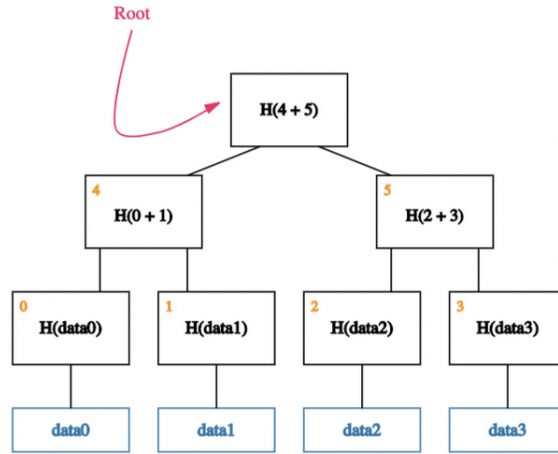 Root
H(4 + 5)
4
5
H(0 + 1)
H(2 + 3)
0
1
2
3
H(data0)
H(data1)
H(data2)
H(data3)
data0
data1
data2
data3